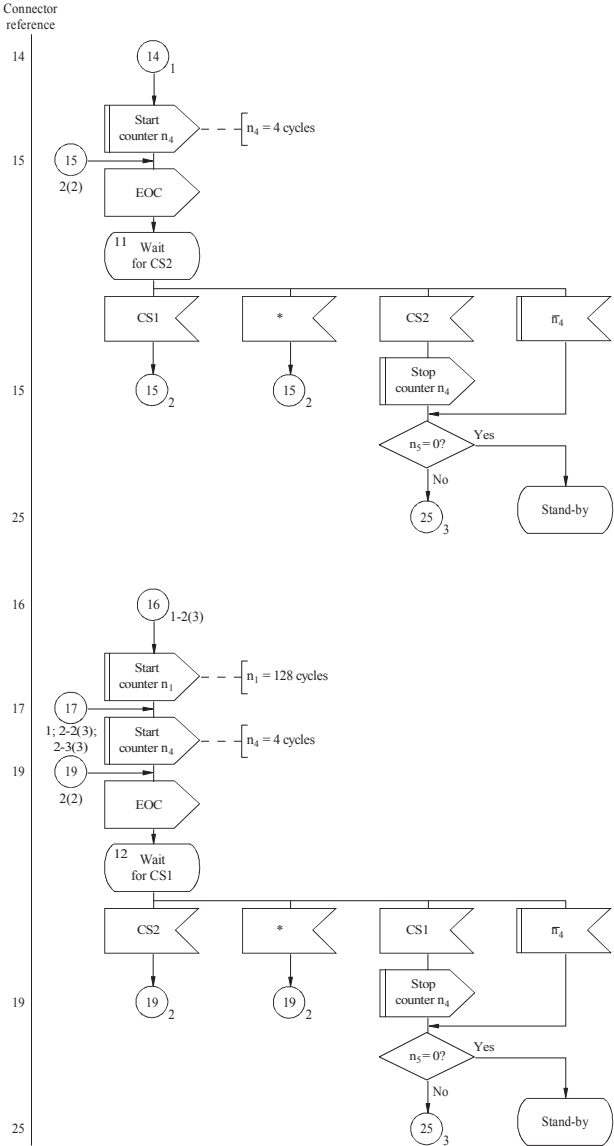 Connector
reference
14
14
1
Start
counter n4
n4 = 4 cycles
15
15
2(2)
EOC
11
Wait
for CS2
CS1
*
CS2
n̅4
15
15
2
15
2
Stop
counter n4
n5 = 0?
Yes
No
25
25
3
Stand-by
16
16
1-2(3)
Start
counter n1
n1 = 128 cycles
17
17
1; 2-2(3);
2-3(3)
Start
counter n4
n4 = 4 cycles
19
19
2(2)
EOC
12
Wait
for CS1
CS2
*
CS1
n̅4
19
19
2
19
2
Stop
counter n4
n5 = 0?
Yes
No
25
25
3
Stand-by